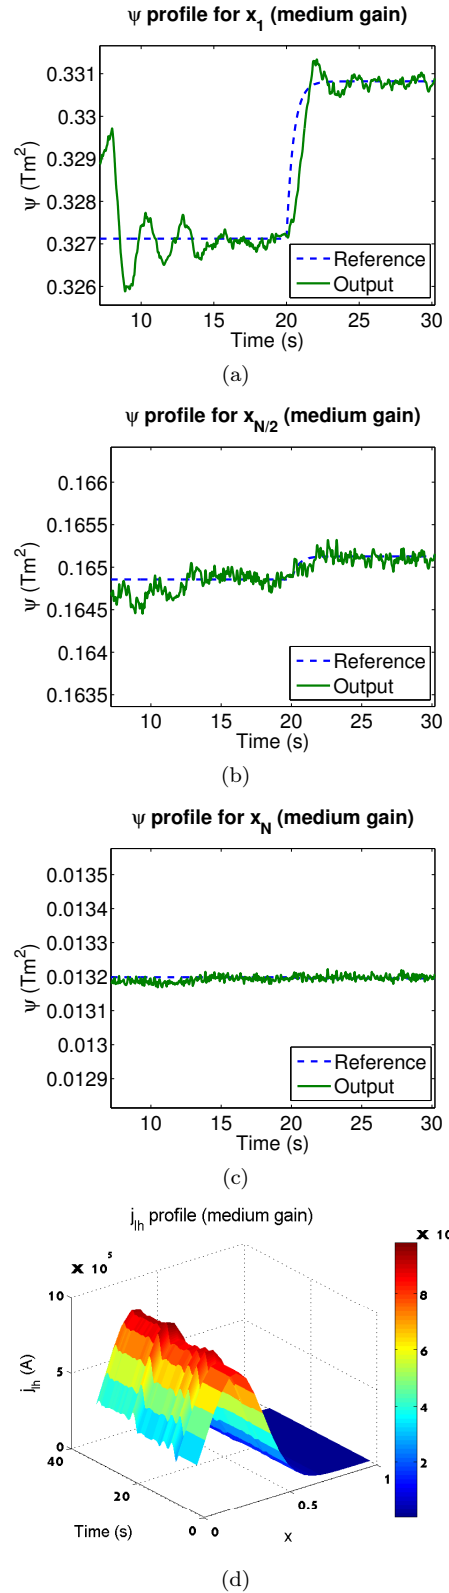 ψ profile for x1 (medium gain)
0.331
0.33
0.329
0.328
0.327
0.326
ψ (Tm²)
Reference
Output
10 15 20 25 30
Time (s)
(a)
ψ profile for xN/2 (medium gain)
0.166
0.1655
0.165
0.1645
0.164
0.1635
ψ (Tm²)
Reference
Output
10 15 20 25 30
Time (s)
(b)
ψ profile for xN (medium gain)
0.0135
0.0134
0.0133
0.0132
0.0131
0.013
0.0129
ψ (Tm²)
Reference
Output
10 15 20 25 30
Time (s)
(c)
jlh profile (medium gain)
x 10⁵
x 10
10
5
0
jlh (A)
40
20
0
Time (s)
0
0.5
1
x
8
6
4
2
(d)